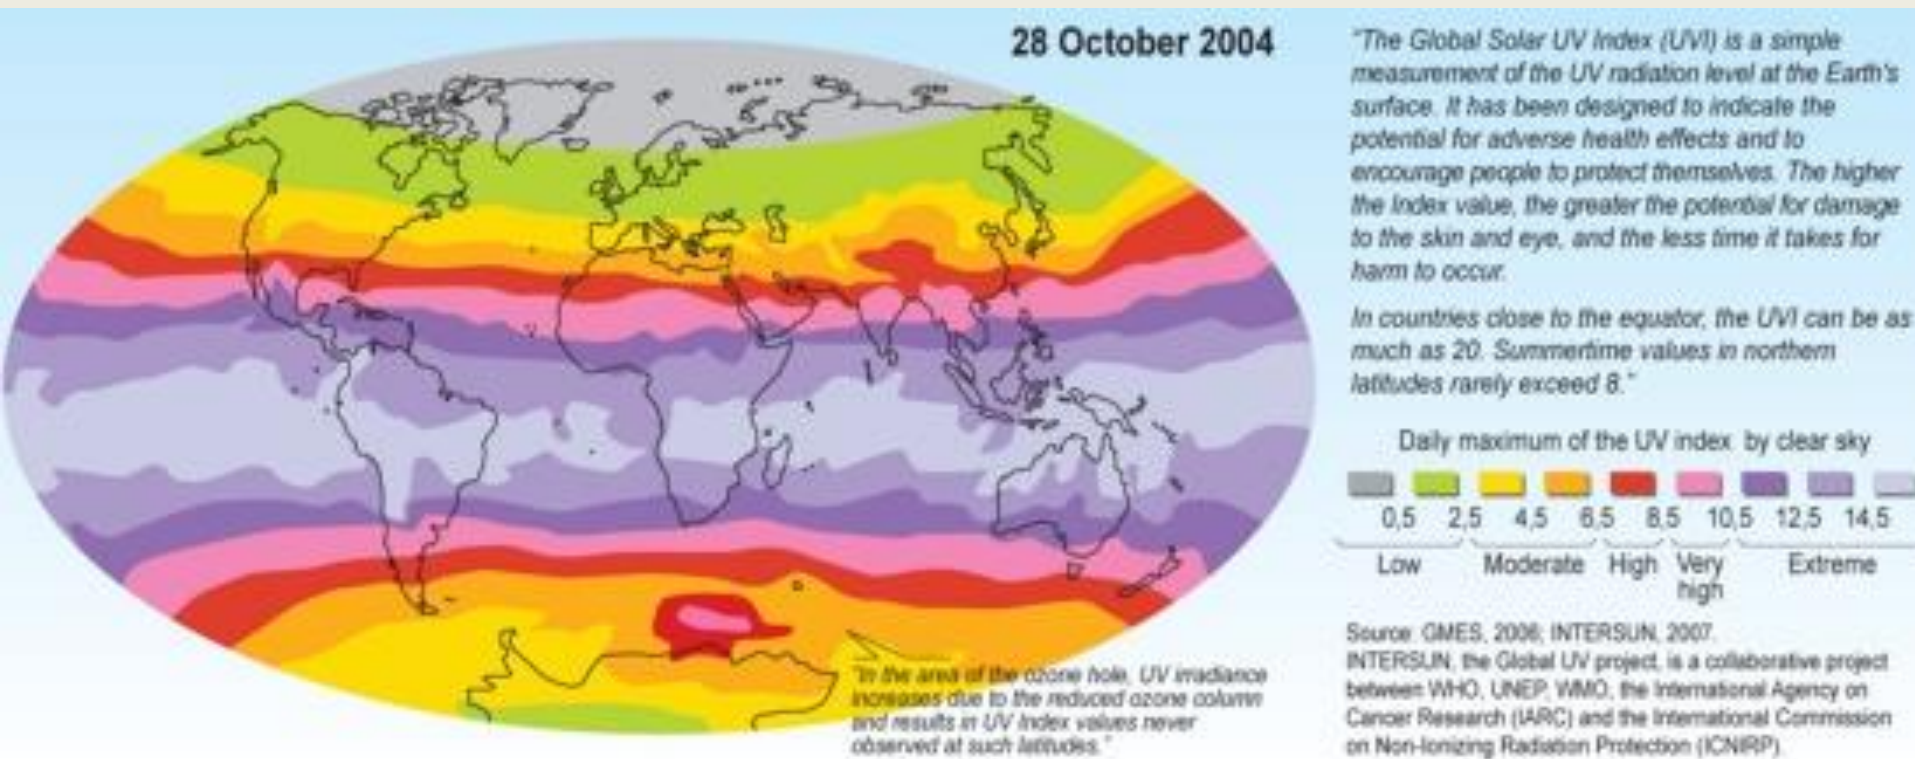 28 October 2004
"The Global Solar UV Index (UVI) is a simple
measurement of the UV radiation level at the Earth's
surface. It has been designed to indicate the
potential for adverse health effects and to
encourage people to protect themselves. The higher
the Index value, the greater the potential for damage
to the skin and eye, and the less time it takes for
harm to occur.
In countries close to the equator, the UVI can be as
much as 20. Summertime values in northern
latitudes rarely exceed 8."
Daily maximum of the UV index by clear sky
0,5 2,5 4,5 6,5 8,5 10,5 12,5 14,5
Low Moderate High Very high Extreme
Source: GMES, 2006; INTERSUN, 2007.
INTERSUN, the Global UV project, is a collaborative project
between WHO, UNEP, WMO, the International Agency on
Cancer Research (IARC) and the International Commission
on Non-Ionizing Radiation Protection (ICNIRP).
"In the area of the ozone hole, UV irradiance
increases due to the reduced ozone column
and results in UV Index values never
observed at such latitudes."